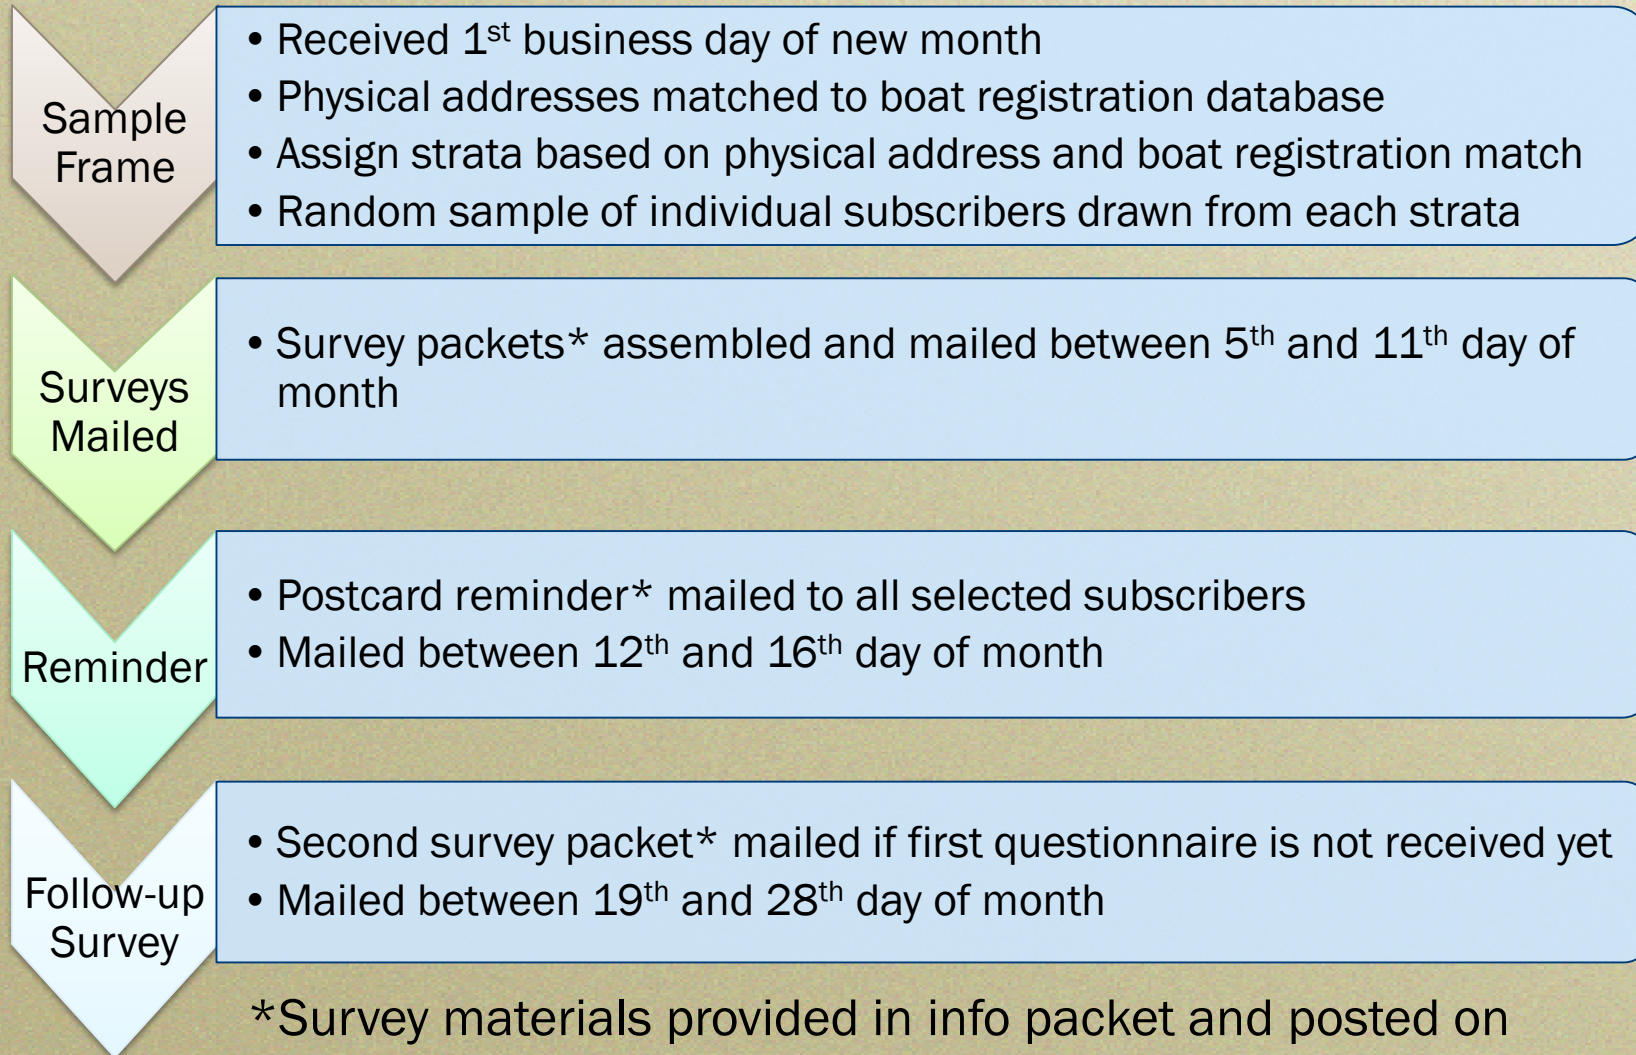 Sample
Frame
• Received 1st business day of new month
• Physical addresses matched to boat registration database
• Assign strata based on physical address and boat registration match
• Random sample of individual subscribers drawn from each strata
Surveys
Mailed
• Survey packets* assembled and mailed between 5th and 11th day of
month
Reminder
• Postcard reminder* mailed to all selected subscribers
• Mailed between 12th and 16th day of month
Follow-up
Survey
• Second survey packet* mailed if first questionnaire is not received yet
• Mailed between 19th and 28th day of month
*Survey materials provided in info packet and posted on